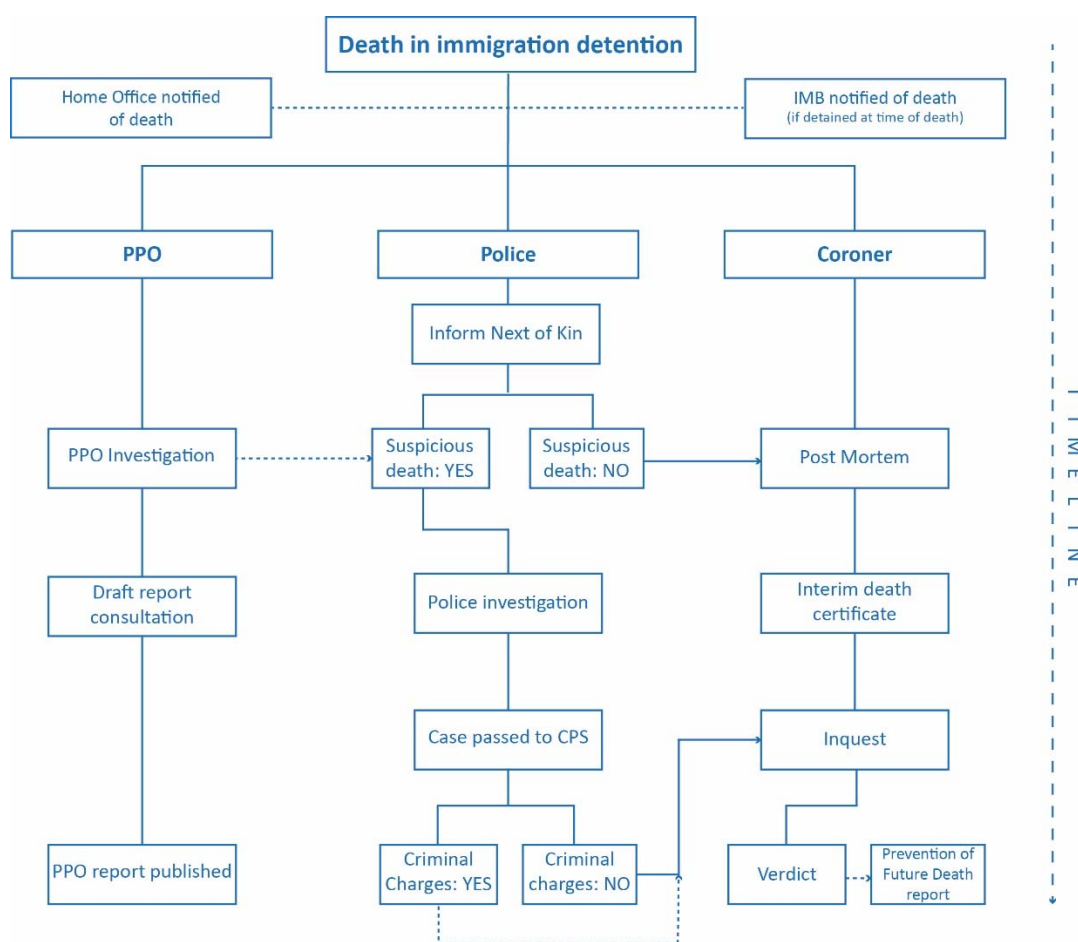 Death in immigration detention
Home Office notified
of death
IMB notified of death
(if detained at time of death)
PPO
Police
Coroner
Inform Next of Kin
PPO Investigation
Suspicious
death: YES
Suspicious
death: NO
Post Mortem
Draft report
consultation
Police investigation
Interim death
certificate
Case passed to CPS
Inquest
PPO report published
Criminal
Charges: YES
Criminal
charges: NO
Verdict
Prevention of
Future Death
report
TIMELINE